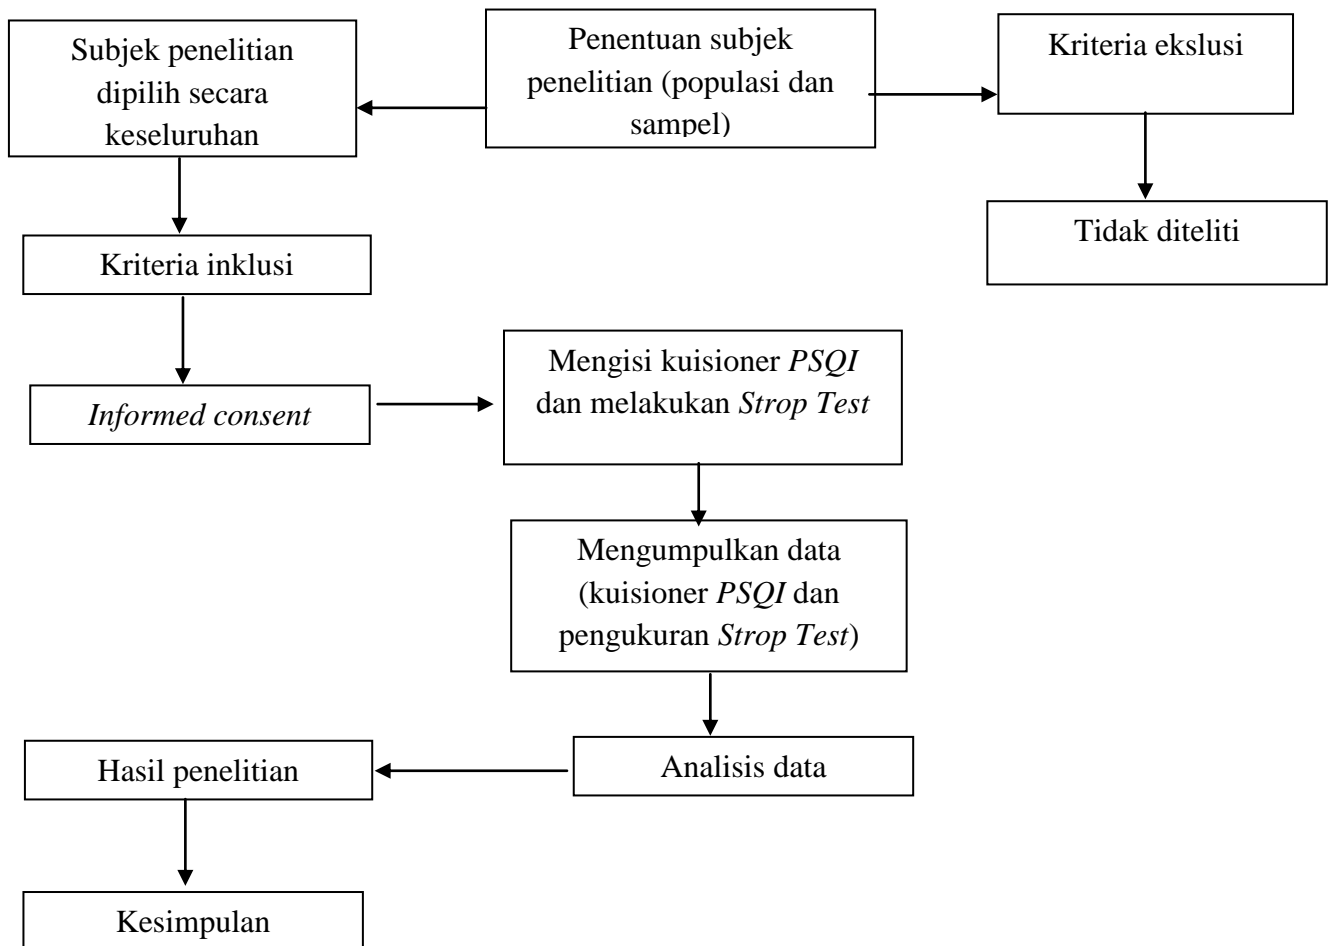 Subjek penelitian
dipilih secara
keseluruhan
Penentuan subjek
penelitian (populasi dan
sampel)
Kriteria ekslusi
Tidak diteliti
Kriteria inklusi
Informed consent
Mengisi kuisioner PSQI
dan melakukan Strop Test
Mengumpulkan data
(kuisioner PSQI dan
pengukuran Strop Test)
Analisis data
Hasil penelitian
Kesimpulan